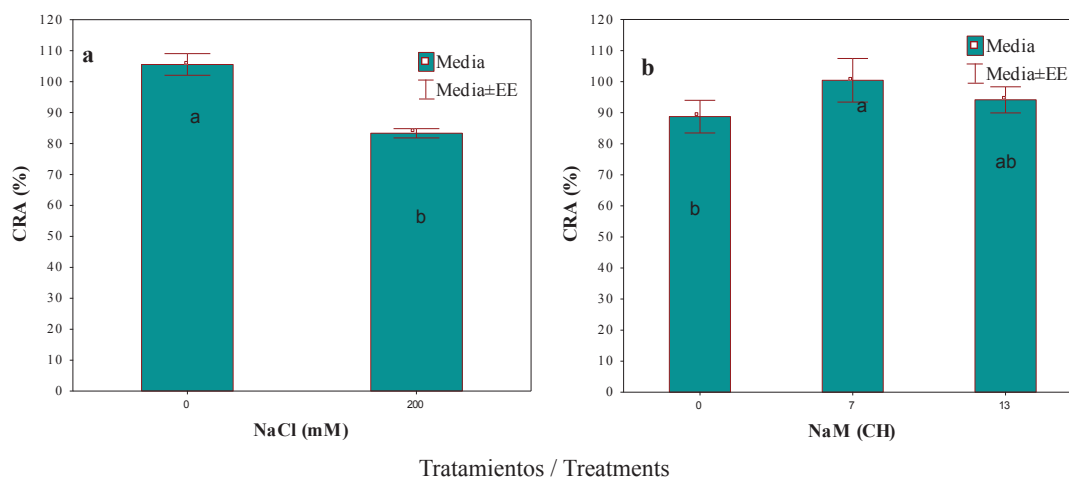 a
120
110
100
90
80
70
60
50
40
30
20
10
0
CRA (%)
Media
Media±EE
a
b
0
200
NaCl (mM)
b
120
110
100
90
80
70
60
50
40
30
20
10
0
CRA (%)
Media
Media±EE
b
a
ab
0
7
13
NaM (CH)
Tratamientos / Treatments